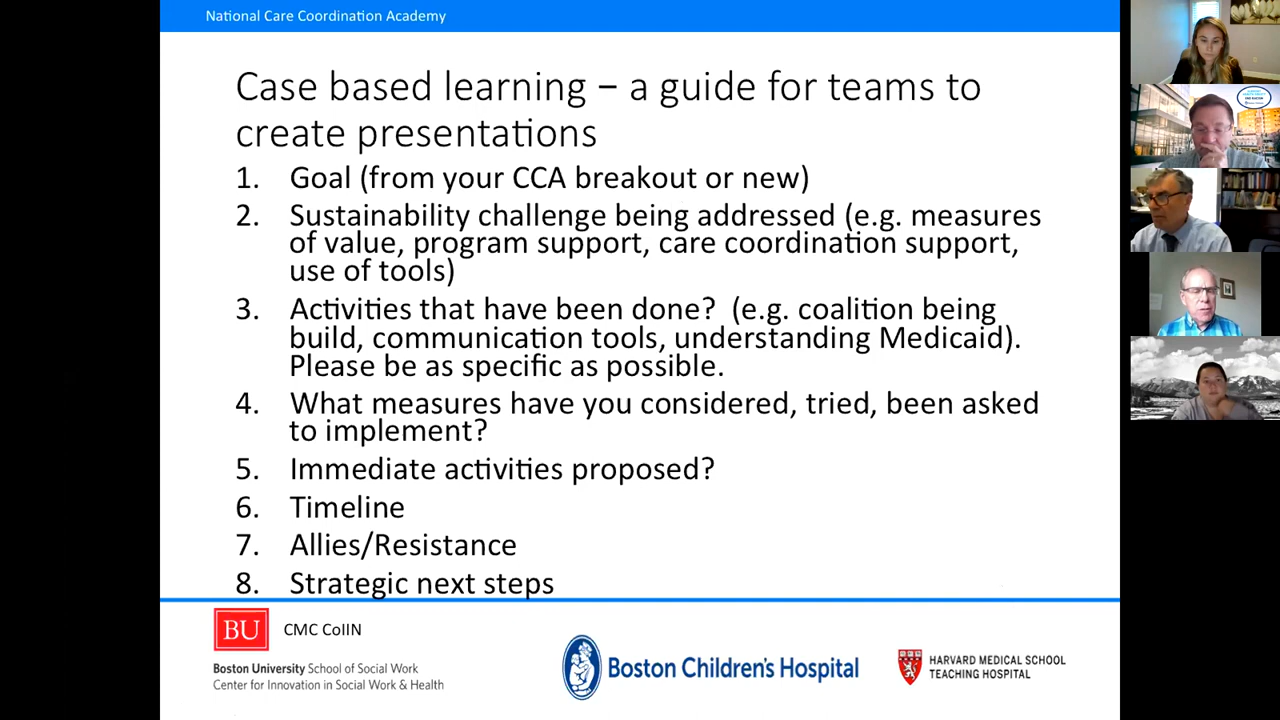 National Care Coordination Academy
Case based learning – a guide for teams to
create presentations
1. Goal (from your CCA breakout or new)
2. Sustainability challenge being addressed (e.g. measures
of value, program support, care coordination support,
use of tools)
3. Activities that have been done?  (e.g. coalition being
build, communication tools, understanding Medicaid).
Please be as specific as possible.
4. What measures have you considered, tried, been asked
to implement?
5. Immediate activities proposed?
6. Timeline
7. Allies/Resistance
8. Strategic next steps
BU
CMC CoIIN
Boston University School of Social Work
Center for Innovation in Social Work & Health
Boston Children's Hospital
HARVARD MEDICAL SCHOOL
TEACHING HOSPITAL